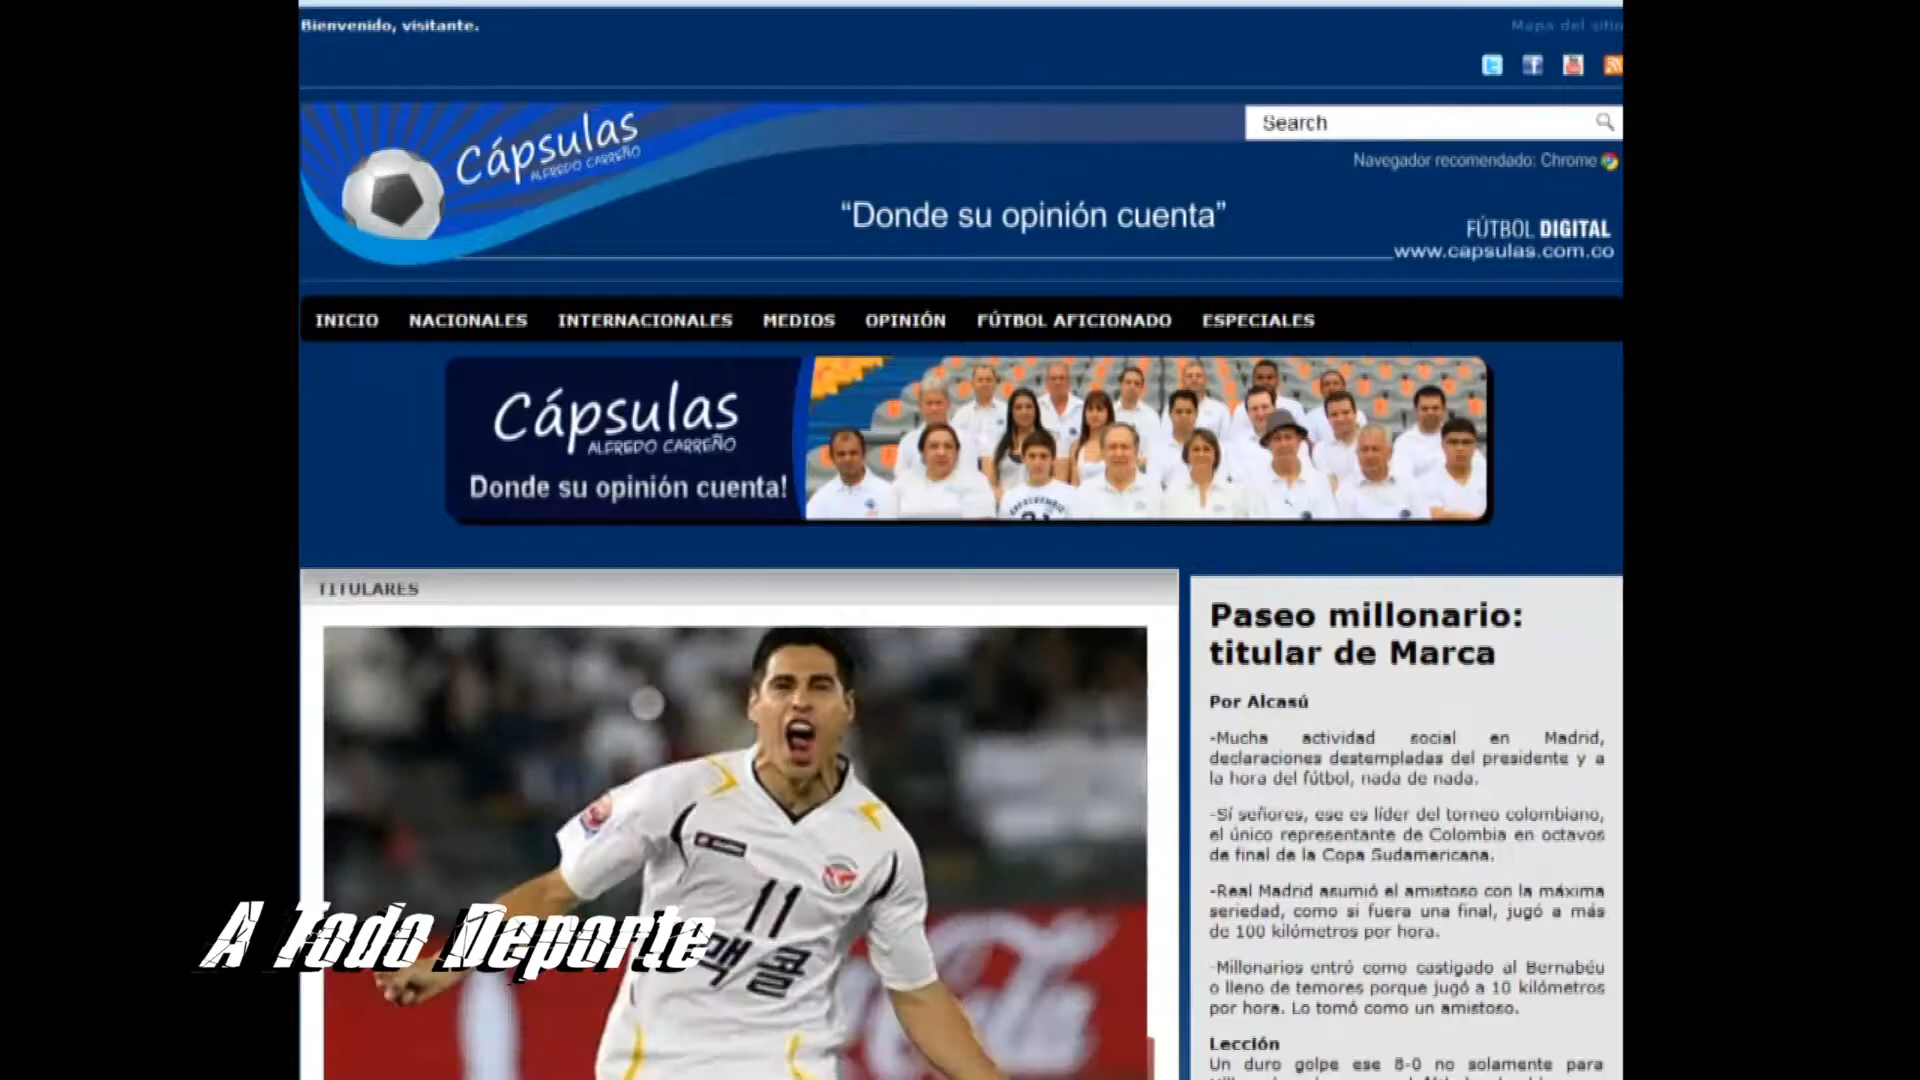 Bienvenido, visitante.
Mapa del sitio
Cápsulas
ALFREDO CARREÑO
Search
Navegador recomendado: Chrome
“Donde su opinión cuenta”
FÚTBOL DIGITAL
www.capsulas.com.co
INICIO NACIONALES INTERNACIONALES MEDIOS OPINIÓN FÚTBOL AFICIONADO ESPECIALES
Cápsulas
ALFREDO CARREÑO
Donde su opinión cuenta!
TITULARES
11
맥콜
A Todo Deporte
Paseo millonario:
titular de Marca
Por Alcasú
-Mucha actividad social en Madrid,
declaraciones destempladas del presidente y a
la hora del fútbol, nada de nada.
-Sí señores, ese es líder del torneo colombiano,
el único representante de Colombia en octavos
de final de la Copa Sudamericana.
-Real Madrid asumió el amistoso con la máxima
seriedad, como si fuera una final, jugó a más
de 100 kilómetros por hora.
-Millonarios entró como castigado al Bernabéu
o lleno de temores porque jugó a 10 kilómetros
por hora. Lo tomó como un amistoso.
Lección
Un duro golpe ese 8-0 no solamente para